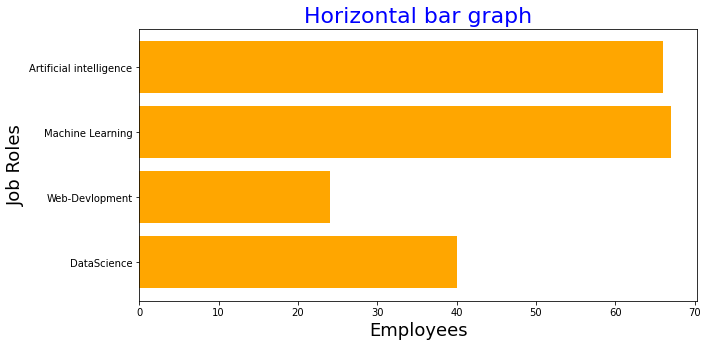 Horizontal bar graph
Job Roles
Artificial intelligence
Machine Learning
Web-Devlopment
DataScience
0 10 20 30 40 50 60 70
Employees